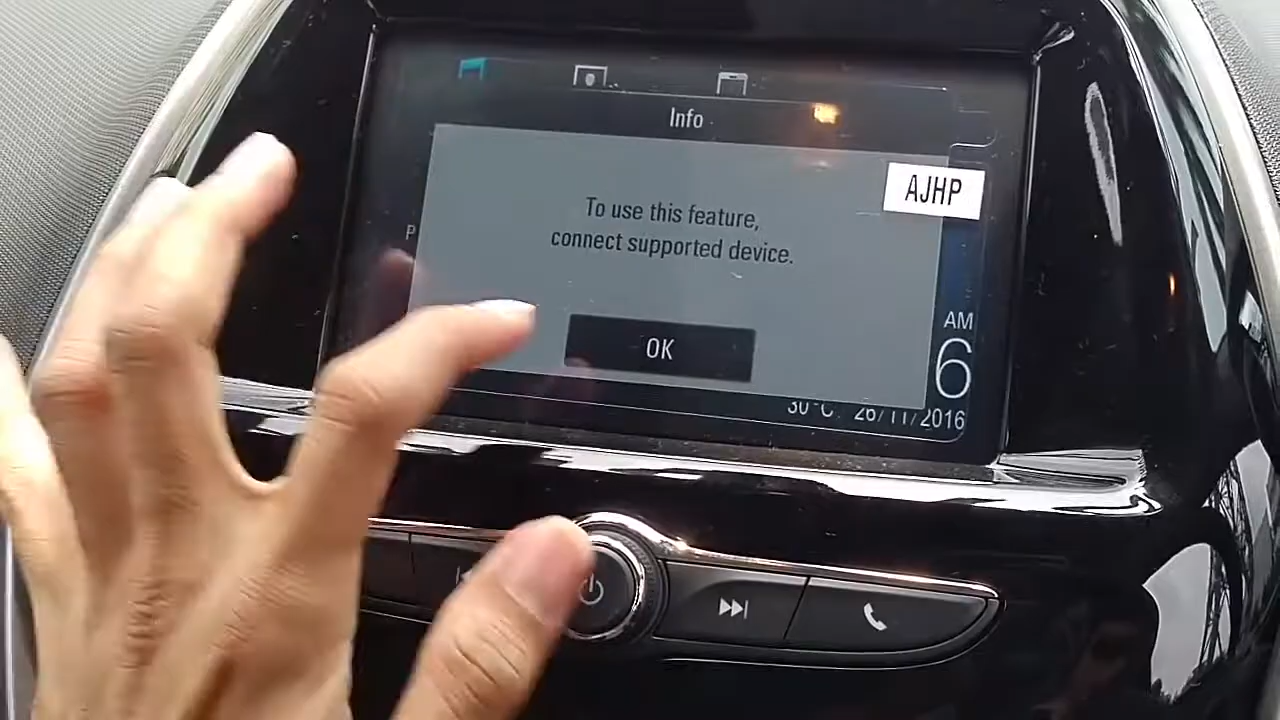 Info
AJHP
To use this feature,
connect supported device.
P
OK
AM
6
30°C. 26/11/2016